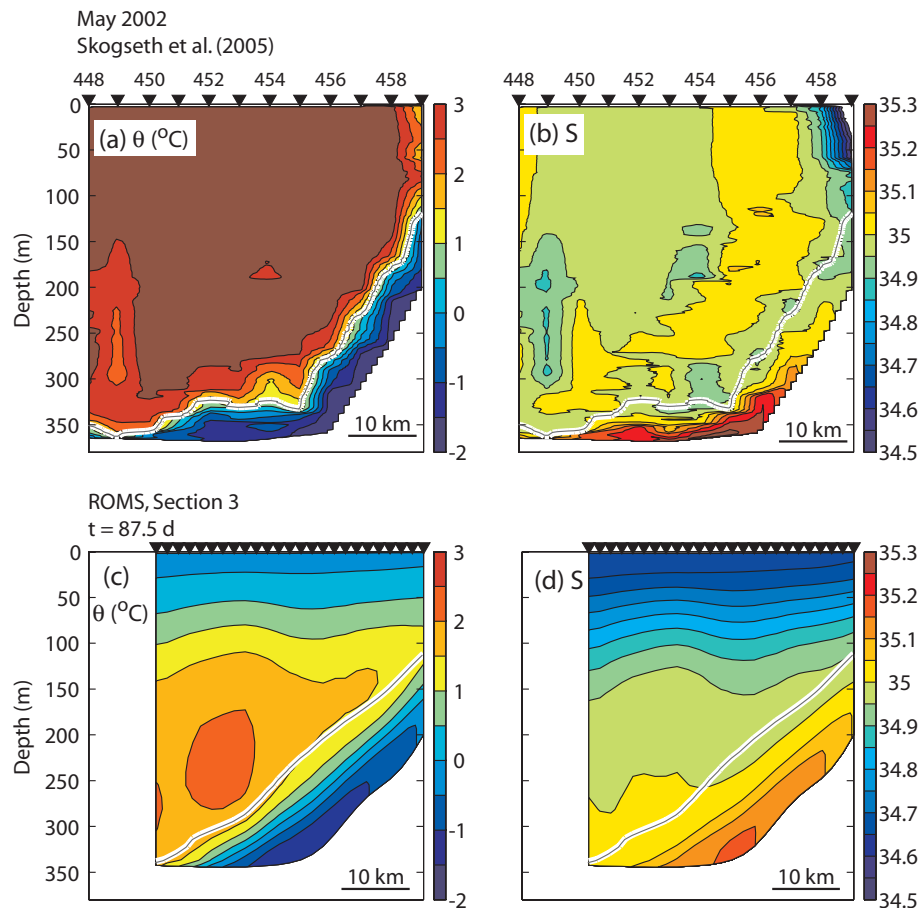 May 2002
Skogseth et al. (2005)
448 450 452 454 456 458
448 450 452 454 456 458
(a) θ (°C)
(b) S
0
50
100
150
200
250
300
350
Depth (m)
10 km
3
2
1
0
-1
-2
10 km
35.3
35.2
35.1
35
34.9
34.8
34.7
34.6
34.5
ROMS, Section 3
t = 87.5 d
(c)
θ (°C)
(d) S
0
50
100
150
200
250
300
350
Depth (m)
10 km
3
2
1
0
-1
-2
10 km
35.3
35.2
35.1
35
34.9
34.8
34.7
34.6
34.5